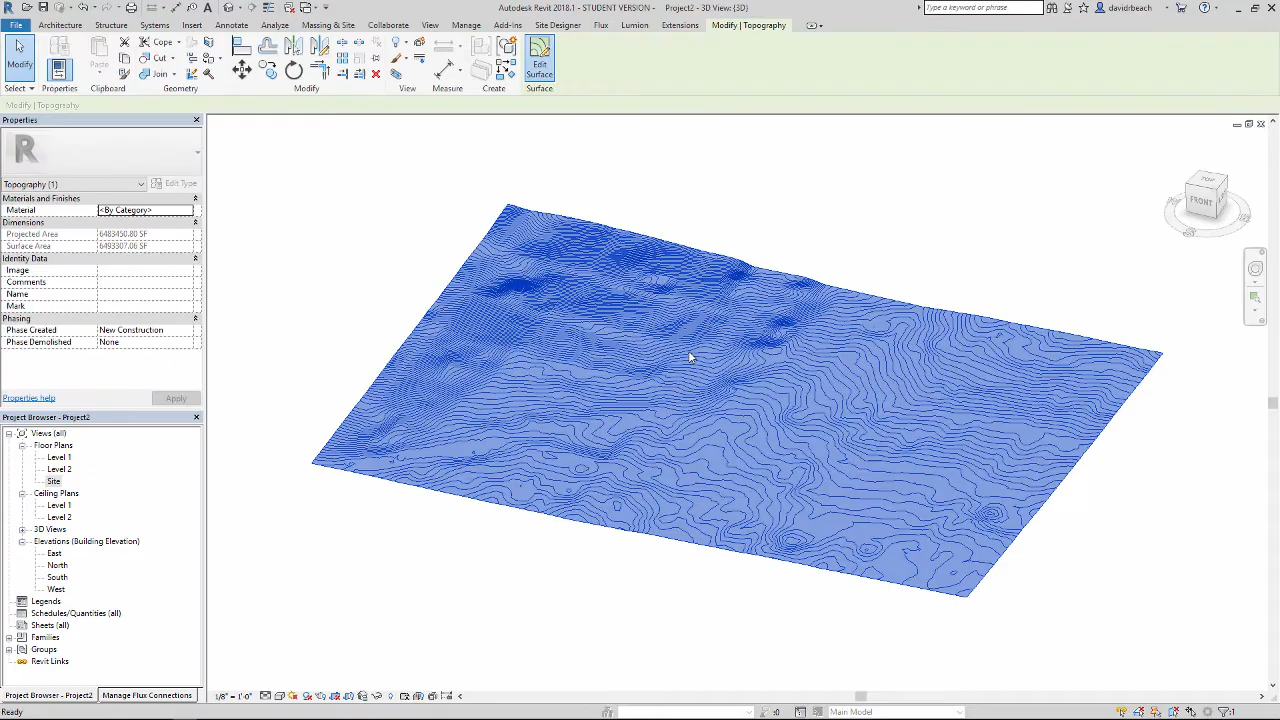 Autodesk Revit 2018.1 - STUDENT VERSION - Project2 - 3D View: {3D}
Type a keyword or phrase
davidbeach
File Architecture Structure Systems Insert Annotate Analyze Massing & Site Collaborate View Manage Add-Ins Site Designer Flux Lumion Extensions Modify | Topography
Modify
Paste
Cope
Cut
Join
Edit
Surface
Select Properties Clipboard Geometry Modify View Measure Create Surface
Modify | Topography
Properties
Topography (1)
Edit Type
Materials and Finishes
Material <By Category>
Dimensions
Projected Area 6483450.80 SF
Surface Area 6493307.06 SF
Identity Data
Image
Comments
Name
Mark
Phasing
Phase Created New Construction
Phase Demolished None
Properties help
Apply
Project Browser - Project2
Views (all)
Floor Plans
Level 1
Level 2
Site
Ceiling Plans
Level 1
Level 2
3D Views
Elevations (Building Elevation)
East
North
South
West
Legends
Schedules/Quantities (all)
Sheets (all)
Families
Groups
Revit Links
Project Browser - Project2 Manage Flux Connections
TOP
FRONT
1/8" = 1'-0"
Ready
:0
Main Model
:1